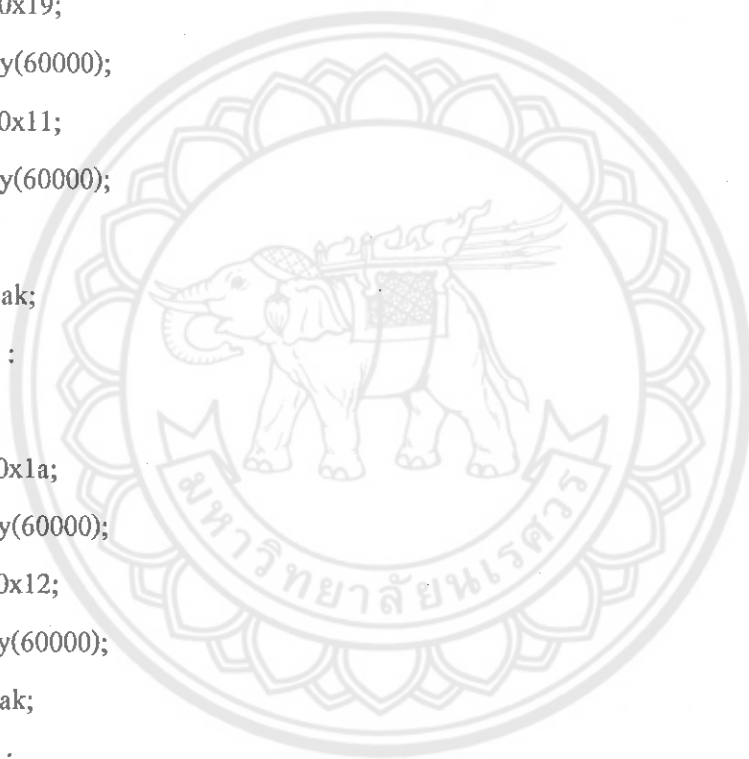 0x19;
y(60000);
0x11;
y(60000);
ak;
:
0x1a;
y(60000);
0x12;
y(60000);
ak;
:
มหาวิทยาลัยนเรศวร